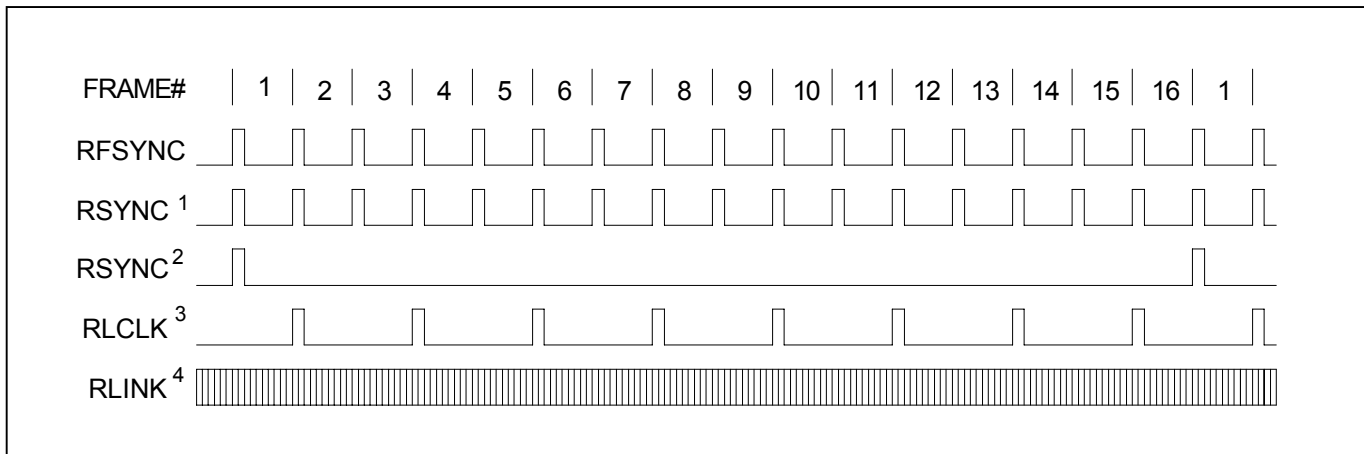 FRAME# 1 2 3 4 5 6 7 8 9 10 11 12 13 14 15 16 1
RFSYNC
RSYNC 1
RSYNC 2
RLCLK 3
RLINK 4